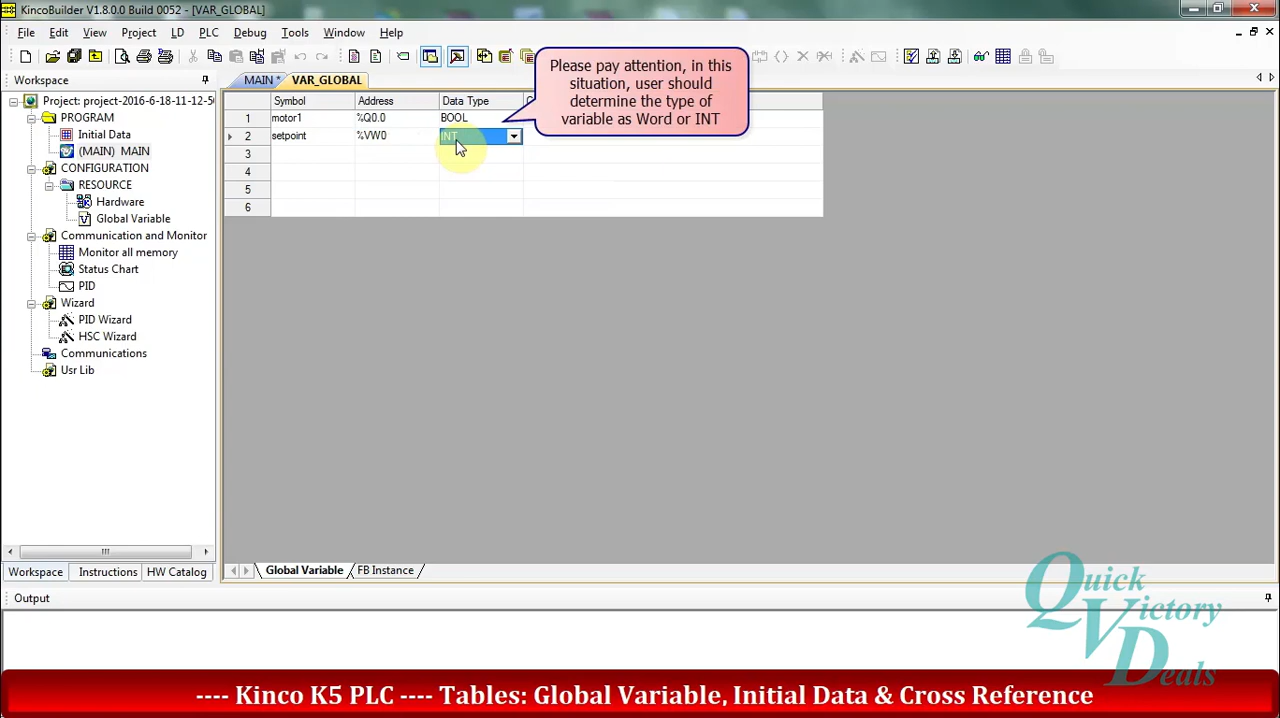 KincoBuilder V1.8.0.0 Build 0052 - [VAR_GLOBAL]
File Edit View Project LD PLC Debug Tools Window Help
Workspace
MAIN * VAR_GLOBAL
Project: project-2016-6-18-11-12-50
PROGRAM
Initial Data
(MAIN) MAIN
CONFIGURATION
RESOURCE
Hardware
Global Variable
Communication and Monitor
Monitor all memory
Status Chart
PID
Wizard
PID Wizard
HSC Wizard
Communications
Usr Lib
Symbol Address Data Type
1 motor1 %Q0.0 BOOL
2 setpoint %VW0 INT
3
4
5
6
Please pay attention, in this
situation, user should
determine the type of
variable as Word or INT
Workspace Instructions HW Catalog
Global Variable FB Instance
Output
Quick
Victory
Deals
---- Kinco K5 PLC ---- Tables: Global Variable, Initial Data & Cross Reference